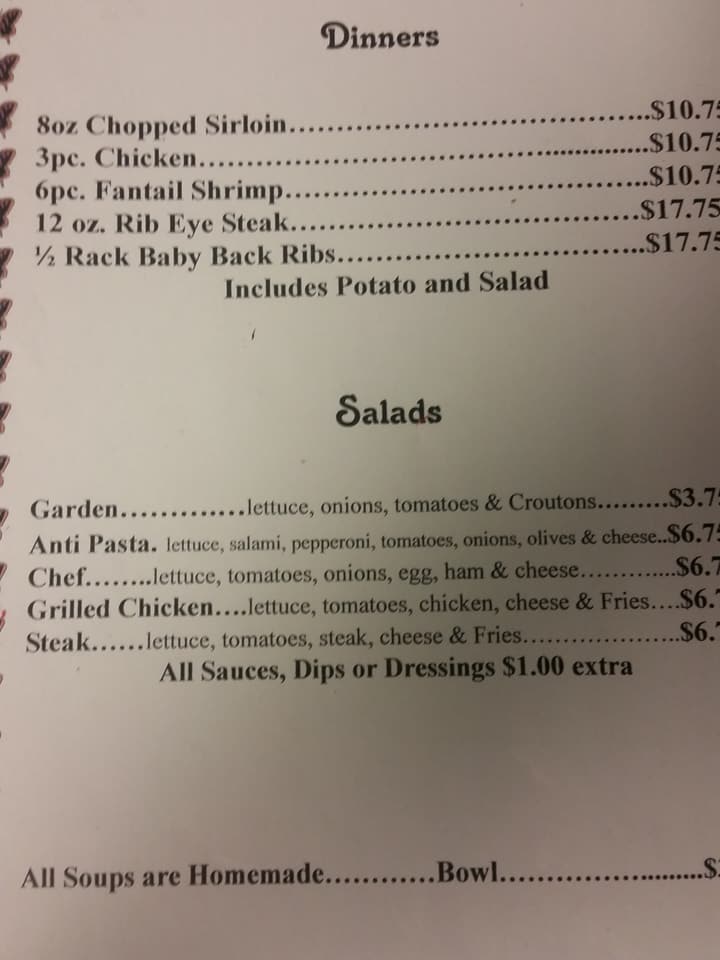 Dinners
8oz Chopped Sirloin.............................................$10.75
3pc. Chicken.........................................................$10.75
6pc. Fantail Shrimp.............................................$10.75
12 oz. Rib Eye Steak...........................................$17.75
½ Rack Baby Back Ribs......................................$17.75
Includes Potato and Salad
Salads
Garden.............lettuce, onions, tomatoes & Croutons.........$3.7
Anti Pasta. lettuce, salami, pepperoni, tomatoes, onions, olives & cheese..$6.7
Chef........lettuce, tomatoes, onions, egg, ham & cheese.............$6.7
Grilled Chicken....lettuce, tomatoes, chicken, cheese & Fries....$6.
Steak......lettuce, tomatoes, steak, cheese & Fries....................$6.
All Sauces, Dips or Dressings $1.00 extra
All Soups are Homemade............Bowl..........................$